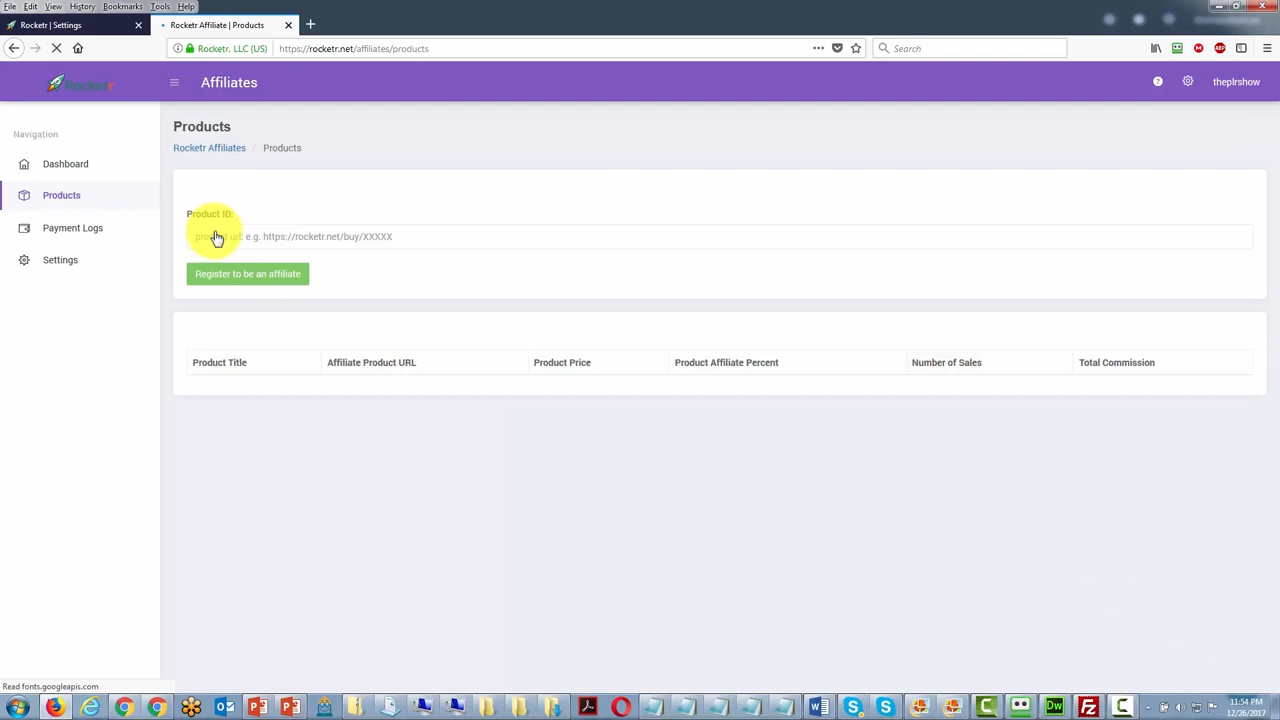 File Edit View History Bookmarks Tools Help
Rocketr | Settings
Rocketr Affiliate | Products
Rocketr, LLC (US)
https://rocketr.net/affiliates/products
Search
Rocketr
Affiliates
theplrshow
Navigation
Dashboard
Products
Payment Logs
Settings
Products
Rocketr Affiliates / Products
Product ID:
product url: e.g. https://rocketr.net/buy/XXXXX
Register to be an affiliate
Product Title Affiliate Product URL Product Price Product Affiliate Percent Number of Sales Total Commission
Read fonts.googleapis.com
11:54 PM
12/26/2017